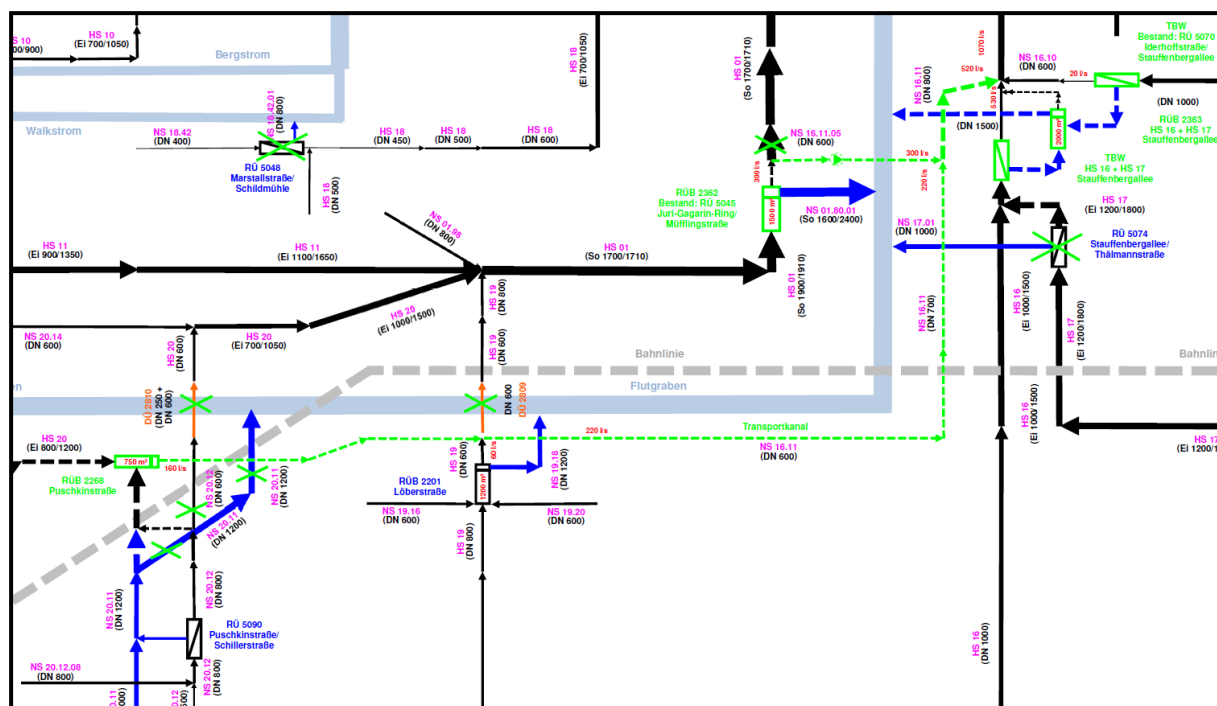 HS 10
(Ei 700/1050)
S 10
00/900)
Bergstrom
Walkstrom
NS 18.42
(DN 400)
NS 18.42.01
(DN 800)
RÜ 5048
Marstallstraße/
Schildmühle
HS 18
(DN 500)
HS 18
(DN 450)
HS 18
(DN 500)
HS 18
(DN 600)
HS 18
(Ei 700/1050)
HS 01
(So 1700/1710)
NS 16.11.05
(DN 600)
300 l/s
300 l/s
220 l/s
RÜB 2362
Bestand: RÜ 5045
Juri-Gagarin-Ring/
Müfflingstraße
1500 m³
NS 01.80.01
(So 1600/2400)
NS 16.11
(DN 800)
520 l/s
1070 l/s
530 l/s
NS 16.10
(DN 600)
20 l/s
TBW
Bestand: RÜ 5070
Iderhoffstraße/
Stauffenbergallee
(DN 1000)
2000 m³
RÜB 2363
HS 16 + HS 17
Stauffenbergallee
(DN 1500)
TBW
HS 16 + HS 17
Stauffenbergallee
HS 17
(Ei 1200/1800)
NS 17.01
(DN 1000)
RÜ 5074
Stauffenbergallee/
Thälmannstraße
HS 11
(Ei 900/1350)
HS 11
(Ei 1100/1650)
NS 01.98
(DN 800)
HS 01
(So 1700/1710)
HS 01
(So 1900/1910)
HS 19
(DN 800)
HS 20
(Ei 1000/1500)
NS 20.14
(DN 600)
HS 20
(DN 600)
HS 20
(Ei 700/1050)
HS 19
(DN 600)
NS 16.11
(DN 700)
HS 16
(Ei 1000/1500)
HS 17
(Ei 1200/1800)
Bahnlinie
Bahnlin
en
Flutgraben
DÜ 2810
(DN 250 +
DN 600)
DN 600
DÜ 2809
HS 16
(Ei 1000/1500)
HS 20
(Ei 800/1200)
750 m³
160 l/s
RÜB 2268
Puschkinstraße
NS 20.12
(DN 600)
NS 20.11
(DN 1200)
NS 20.11
(DN 1200)
220 l/s
Transportkanal
NS 16.11
(DN 600)
60 l/s
HS 19
(DN 600)
1200 m³
RÜB 2201
Löberstraße
NS 19.18
(DN 1200)
HS 17
(Ei 1200/1
NS 19.16
(DN 600)
NS 19.20
(DN 600)
HS 19
(DN 800)
NS 20.11
(DN 1200)
NS 20.12
(DN 800)
RÜ 5090
Puschkinstraße/
Schillerstraße
HS 16
(DN 1000)
NS 20.12.08
(DN 800)
NS 20.12
(DN 800)